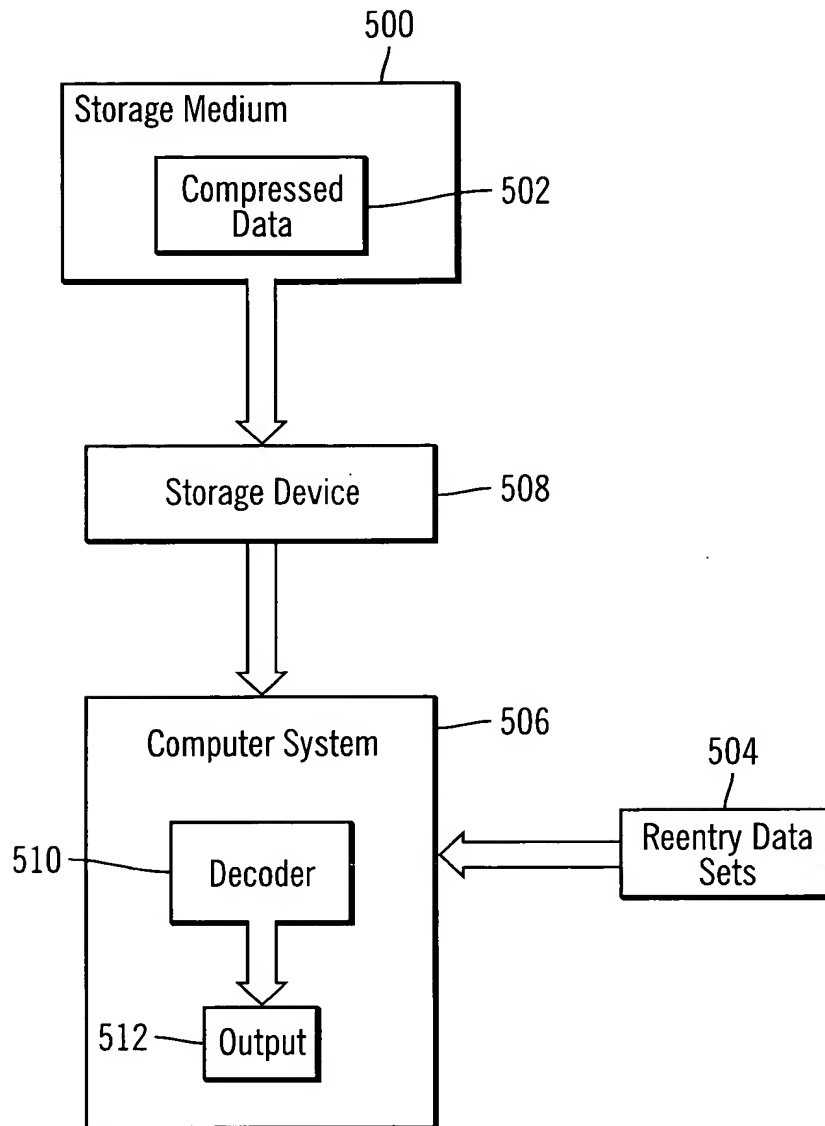 500
Storage Medium
Compressed
Data
502
Storage Device
508
506
Computer System
504
Reentry Data
Sets
510
Decoder
512
Output